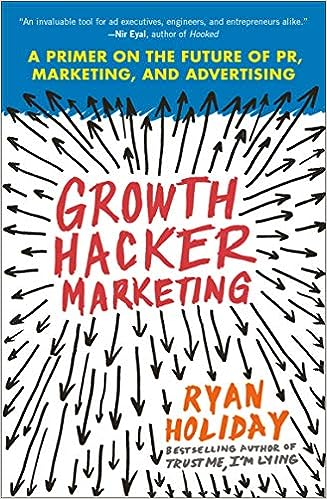 "An invaluable tool for ad executives, engineers, and entrepreneurs alike."
—Nir Eyal, author of Hooked
A PRIMER ON THE FUTURE OF PR,
MARKETING, AND ADVERTISING
GROWTH
HACKER
MARKETING
RYAN
HOLIDAY
BESTSELLING AUTHOR OF
TRUST ME, I'M LYING